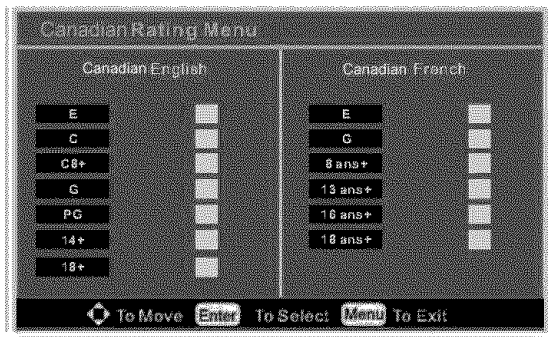 Canadian Rating Menu
Canadian English
E
C
C8+
G
PG
14+
18+
Canadian French
E
G
8 ans+
13 ans+
16 ans+
18 ans+
To Move Enter To Select Menu To Exit